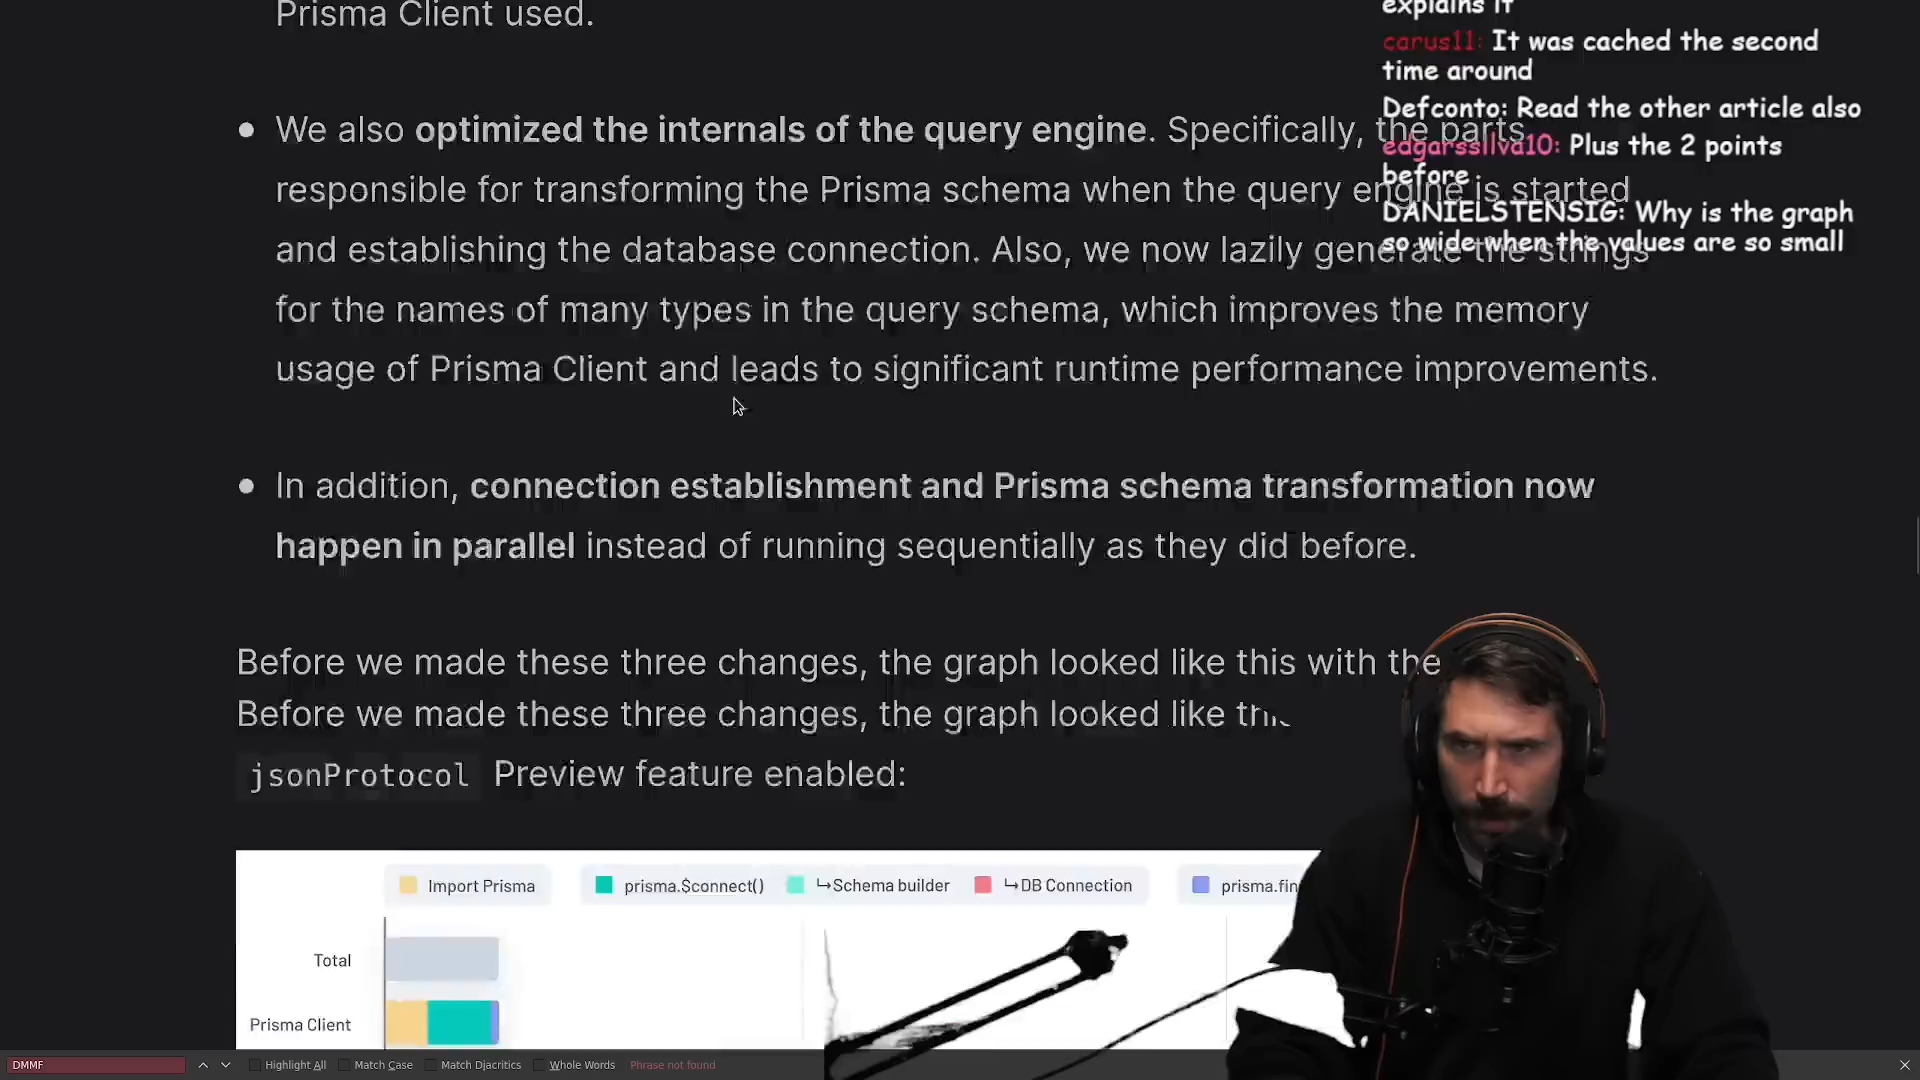 Prisma Client used.
explains it
carus11: It was cached the second
time around
Defconto: Read the other article also
edgarssilva10: Plus the 2 points
before
DANIELSTENSIG: Why is the graph
so wide when the values are so small
We also optimized the internals of the query engine. Specifically, the parts
responsible for transforming the Prisma schema when the query engine is started
and establishing the database connection. Also, we now lazily generate the strings
for the names of many types in the query schema, which improves the memory
usage of Prisma Client and leads to significant runtime performance improvements.
In addition, connection establishment and Prisma schema transformation now
happen in parallel instead of running sequentially as they did before.
Before we made these three changes, the graph looked like this with the
Before we made these three changes, the graph looked like this
jsonProtocol Preview feature enabled:
Import Prisma
prisma.$connect()
↪Schema builder
↪DB Connection
prisma.fin
Total
Prisma Client
DMMF
Highlight All
Match Case
Match Diacritics
Whole Words
Phrase not found